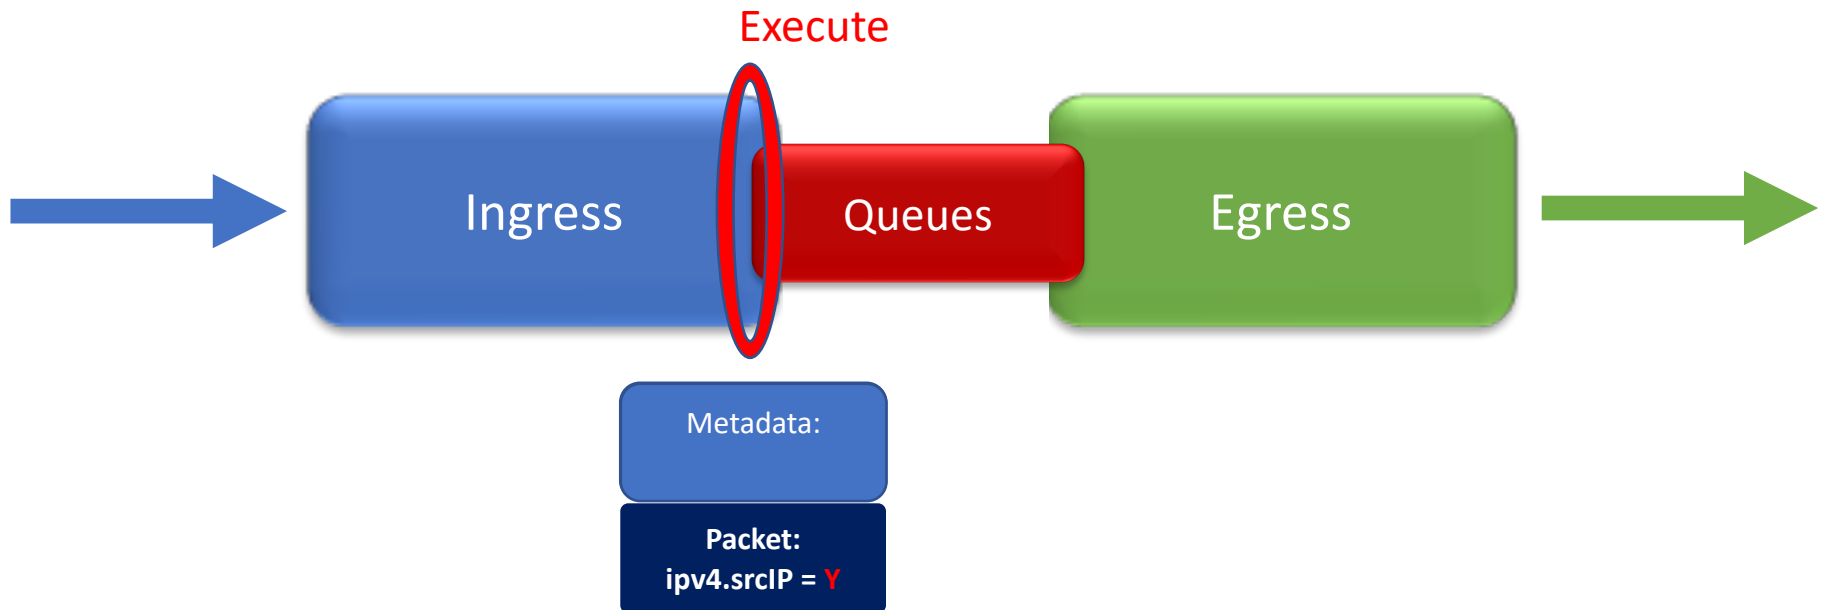 Execute
Ingress
Queues
Egress
Metadata:
Packet:
ipv4.srcIP = Y